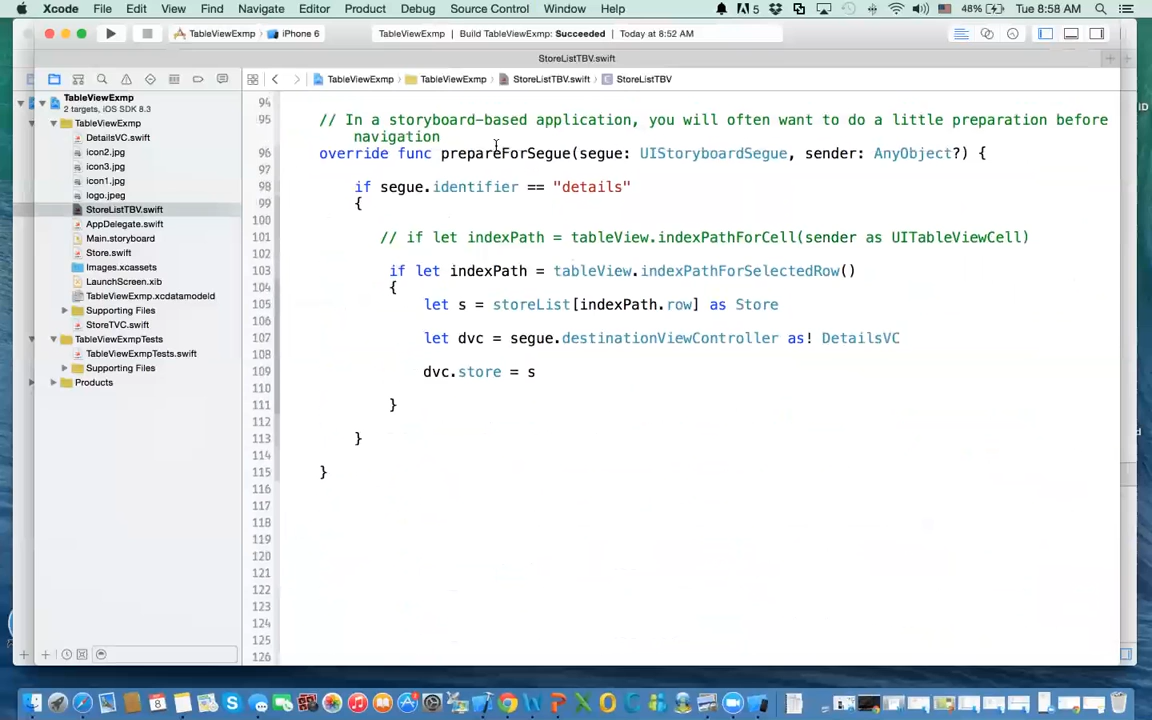 Xcode File Edit View Find Navigate Editor Product Debug Source Control Window Help 5 48% Tue 8:58 AM
TableViewExmp iPhone 6 TableViewExmp | Build TableViewExmp: Succeeded | Today at 8:52 AM
StoreListTBV.swift
TableViewExmp TableViewExmp StoreListTBV.swift C StoreListTBV
TableViewExmp
2 targets, iOS SDK 8.3
TableViewExmp
DetailsVC.swift
icon2.jpg
icon3.jpg
icon1.jpg
logo.jpeg
StoreListTBV.swift
AppDelegate.swift
Main.storyboard
Store.swift
Images.xcassets
LaunchScreen.xib
TableViewExmp.xcdatamodeld
Supporting Files
StoreTVC.swift
TableViewExmpTests
TableViewExmpTests.swift
Supporting Files
Products
94
95 // In a storyboard-based application, you will often want to do a little preparation before
navigation
96 override func prepareForSegue(segue: UIStoryboardSegue, sender: AnyObject?) {
97
98 if segue.identifier == "details"
99 {
100
101 // if let indexPath = tableView.indexPathForCell(sender as UITableViewCell)
102
103 if let indexPath = tableView.indexPathForSelectedRow()
104 {
105 let s = storeList[indexPath.row] as Store
106
107 let dvc = segue.destinationViewController as! DetailsVC
108
109 dvc.store = s
110
111 }
112
113 }
114
115 }
116
117
118
119
120
121
122
123
124
125
126